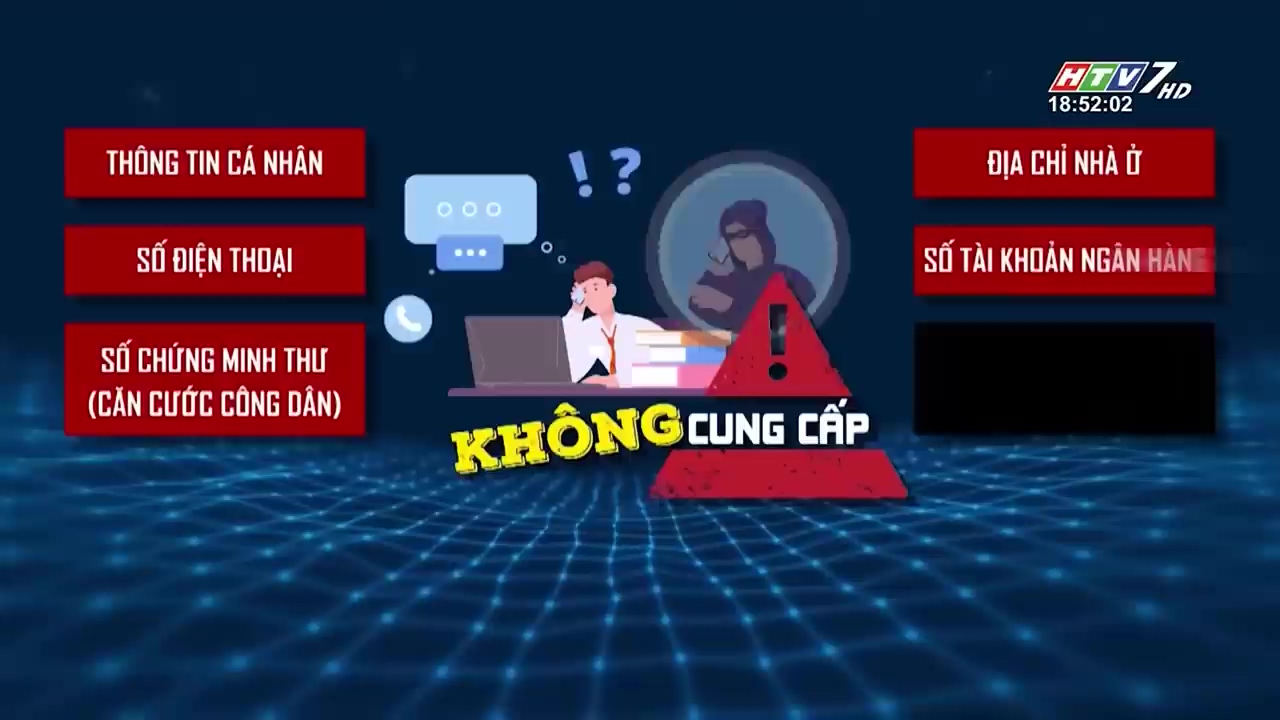 HTV7 HD
18:52:02
THÔNG TIN CÁ NHÂN
SỐ ĐIỆN THOẠI
SỐ CHỨNG MINH THƯ
(CĂN CƯỚC CÔNG DÂN)
! ?
!
KHÔNG CUNG CẤP
ĐỊA CHỈ NHÀ Ở
SỐ TÀI KHOẢN NGÂN HÀNG